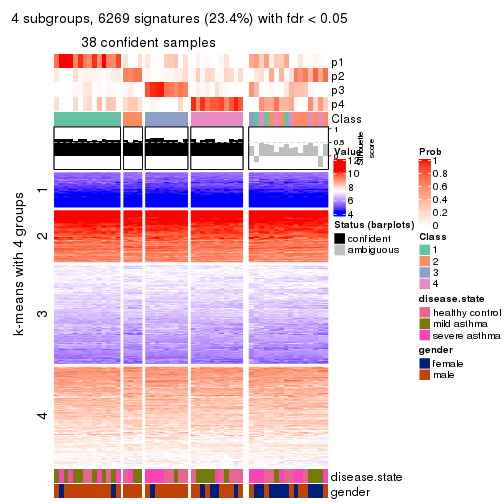 4 subgroups, 6269 signatures (23.4%) with fdr < 0.05
38 confident samples
p1
p2
p3
p4
Class
1
0.5
0
Silhouette
score
k-means with 4 groups
1
2
3
4
Value
12
10
8
6
4
Status (barplots)
confident
ambiguous
Prob
1
0.8
0.6
0.4
0.2
0
Class
1
2
3
4
disease.state
healthy control
mild asthma
severe asthma
gender
female
male
disease.state
gender